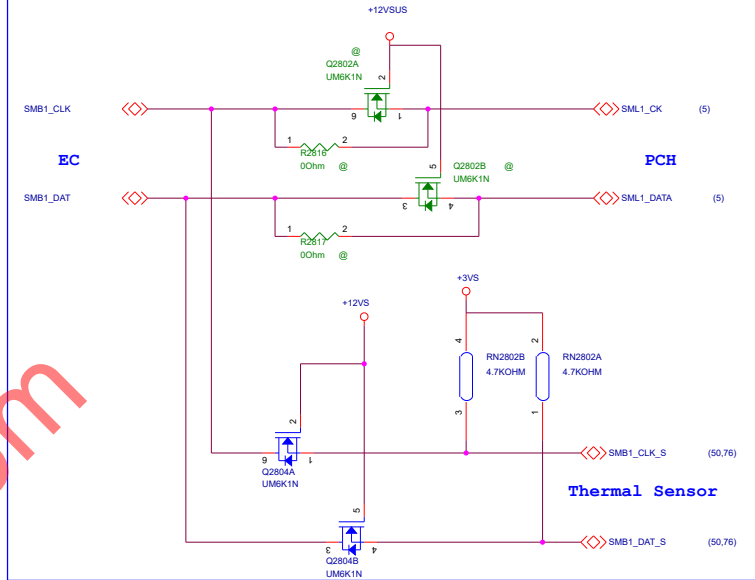 +12VSUS
@
Q2802A
UM6K1N
2
SMB1_CLK
6
1
SML1_CK (5)
1
2
R2816
0Ohm @
EC
5
Q2802B @
UM6K1N
PCH
SMB1_DAT
3
4
SML1_DATA (5)
1
2
R2817
0Ohm @
+3VS
+12VS
4
RN2802B
4.7KOHM
3
2
RN2802A
4.7KOHM
1
2
6
1
Q2804A
UM6K1N
SMB1_CLK_S (50,76)
Thermal Sensor
5
3
4
Q2804B
UM6K1N
SMB1_DAT_S (50,76)
om